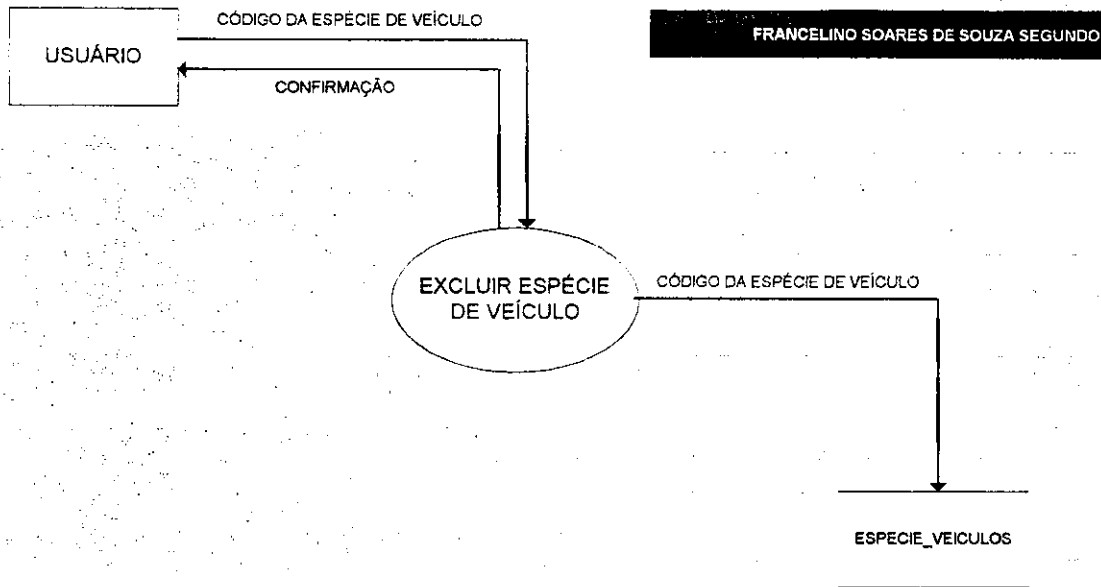 CÓDIGO DA ESPÉCIE DE VEÍCULO
FRANCELINO SOARES DE SOUZA SEGUNDO
USUÁRIO
CONFIRMAÇÃO
EXCLUIR ESPÉCIE
DE VEÍCULO
CÓDIGO DA ESPÉCIE DE VEÍCULO
ESPECIE_VEICULOS